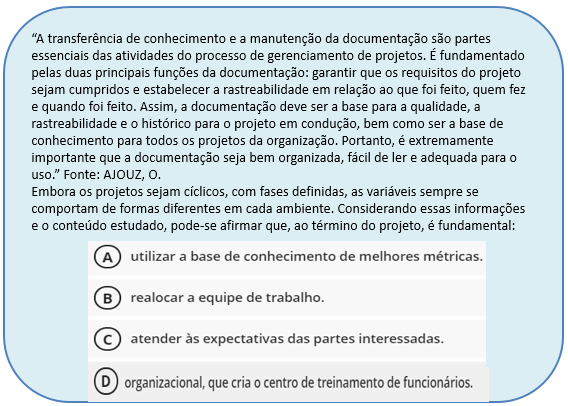 “A transferência de conhecimento e a manutenção da documentação são partes
essenciais das atividades do processo de gerenciamento de projetos. É fundamentado
pelas duas principais funções da documentação: garantir que os requisitos do projeto
sejam cumpridos e estabelecer a rastreabilidade em relação ao que foi feito, quem fez
e quando foi feito. Assim, a documentação deve ser a base para a qualidade, a
rastreabilidade e o histórico para o projeto em condução, bem como ser a base de
conhecimento para todos os projetos da organização. Portanto, é extremamente
importante que a documentação seja bem organizada, fácil de ler e adequada para o
uso.” Fonte: AJOUZ, O.
Embora os projetos sejam cíclicos, com fases definidas, as variáveis sempre se
comportam de formas diferentes em cada ambiente. Considerando essas informações
e o conteúdo estudado, pode-se afirmar que, ao término do projeto, é fundamental:
A utilizar a base de conhecimento de melhores métricas.
B realocar a equipe de trabalho.
C atender às expectativas das partes interessadas.
D organizacional, que cria o centro de treinamento de funcionários.